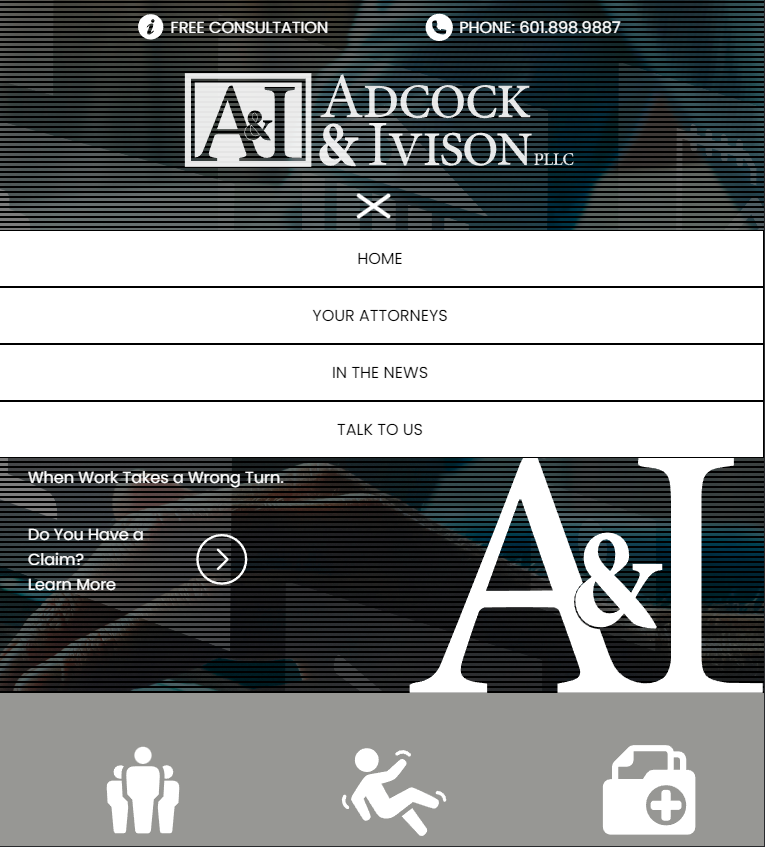 FREE CONSULTATION
PHONE: 601.898.9887
A&I
ADCOCK
& IVISON PLLC
HOME
YOUR ATTORNEYS
IN THE NEWS
TALK TO US
When Work Takes a Wrong Turn.
Do You Have a
Claim?
Learn More
A&I